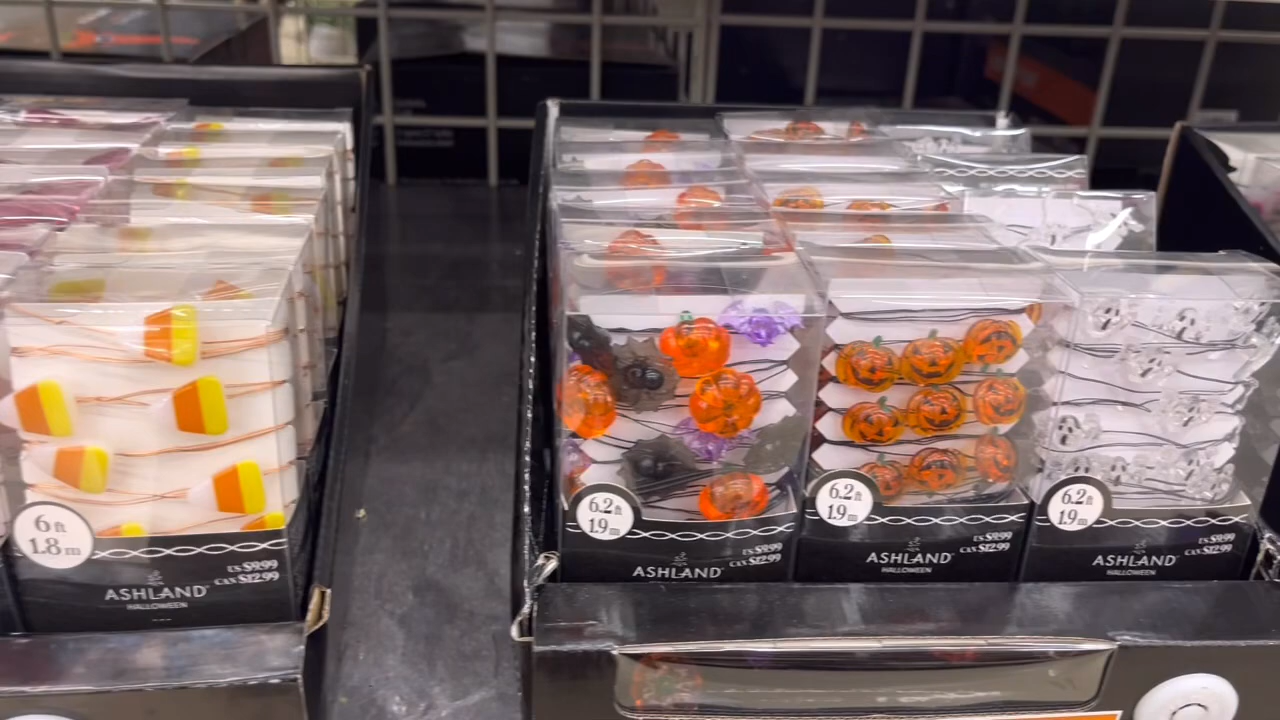 6 ft
1.8 m
US $9.99
CAN $12.99
ASHLAND
HALLOWEEN
6.2 ft
1.9 m
US $9.99
CAN $12.99
ASHLAND
6.2 ft
1.9 m
US $9.99
CAN $12.99
ASHLAND
HALLOWEEN
6.2 ft
1.9 m
US $9.99
CAN $12.99
ASHLAND
HALLOWEEN